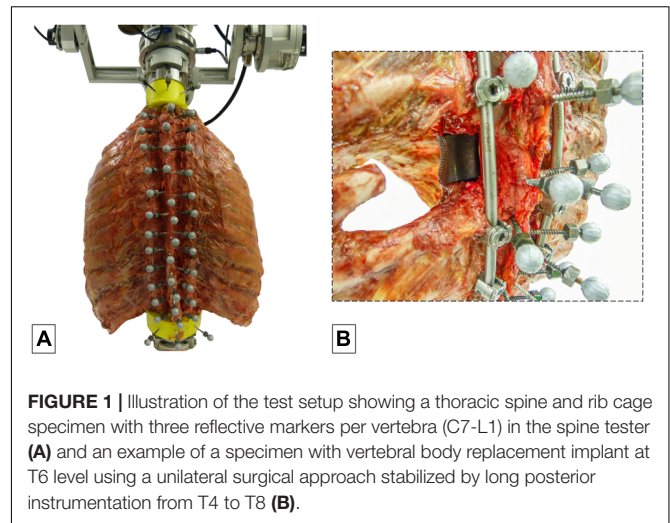 A
B
FIGURE 1 | Illustration of the test setup showing a thoracic spine and rib cage
specimen with three reflective markers per vertebra (C7-L1) in the spine tester
(A) and an example of a specimen with vertebral body replacement implant at
T6 level using a unilateral surgical approach stabilized by long posterior
instrumentation from T4 to T8 (B).